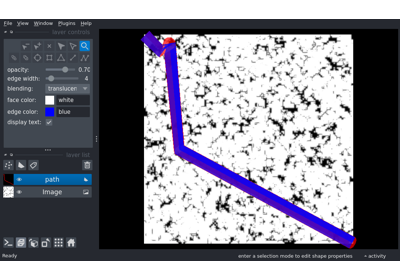 File View Window Plugins Help
layer controls
opacity: 0.70
edge width: 4
blending: translucen
face color: white
edge color: blue
display text:
layer list
path
Image
Ready enter a selection mode to edit shape properties activity